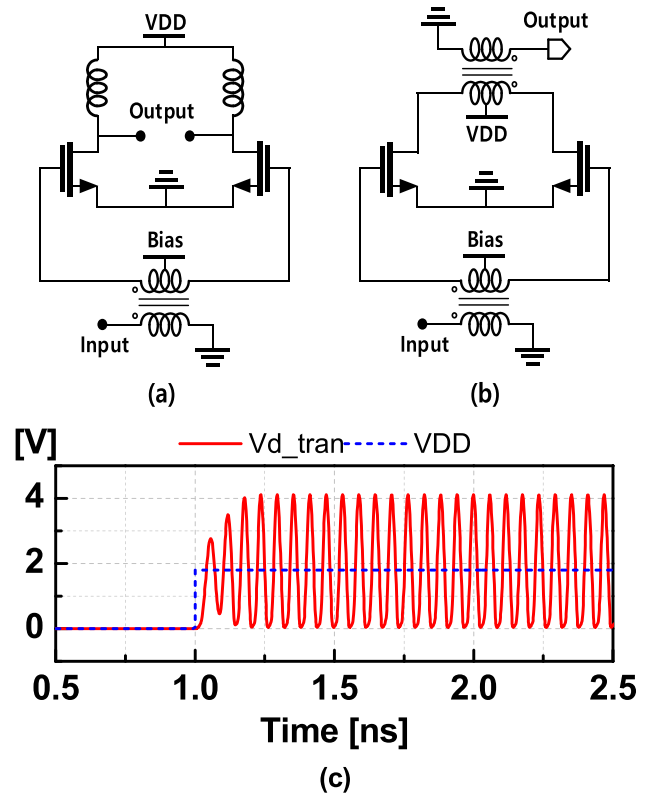 VDD
Output
Bias
Input
(a)
Output
VDD
Bias
Input
(b)
[V]
Vd_tran
VDD
4
2
0
0.5 1.0 1.5 2.0 2.5
Time [ns]
(c)